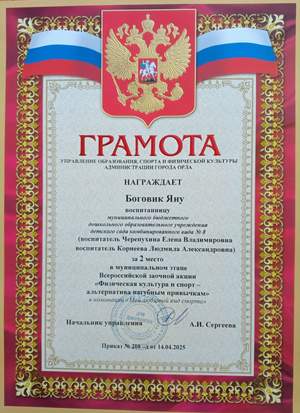 ГРАМОТА
УПРАВЛЕНИЕ ОБРАЗОВАНИЯ, СПОРТА И ФИЗИЧЕСКОЙ КУЛЬТУРЫ
АДМИНИСТРАЦИИ ГОРОДА ОРЛА
НАГРАЖДАЕТ
Боговик Яну
воспитанницу
муниципального бюджетного
дошкольного образовательного учреждения
детского сада комбинированного вида № 8
(воспитатель Черепухина Елена Владимировна
воспитатель Корнеева Людмила Александровна)
за 2 место
в муниципальном этапе
Всероссийской заочной акции
«Физическая культура и спорт –
альтернатива пагубным привычкам»
в номинации «Мой любимый вид спорта»
Начальник управления А.И. Сергеева
Приказ № 208 -д от 14.04.2025